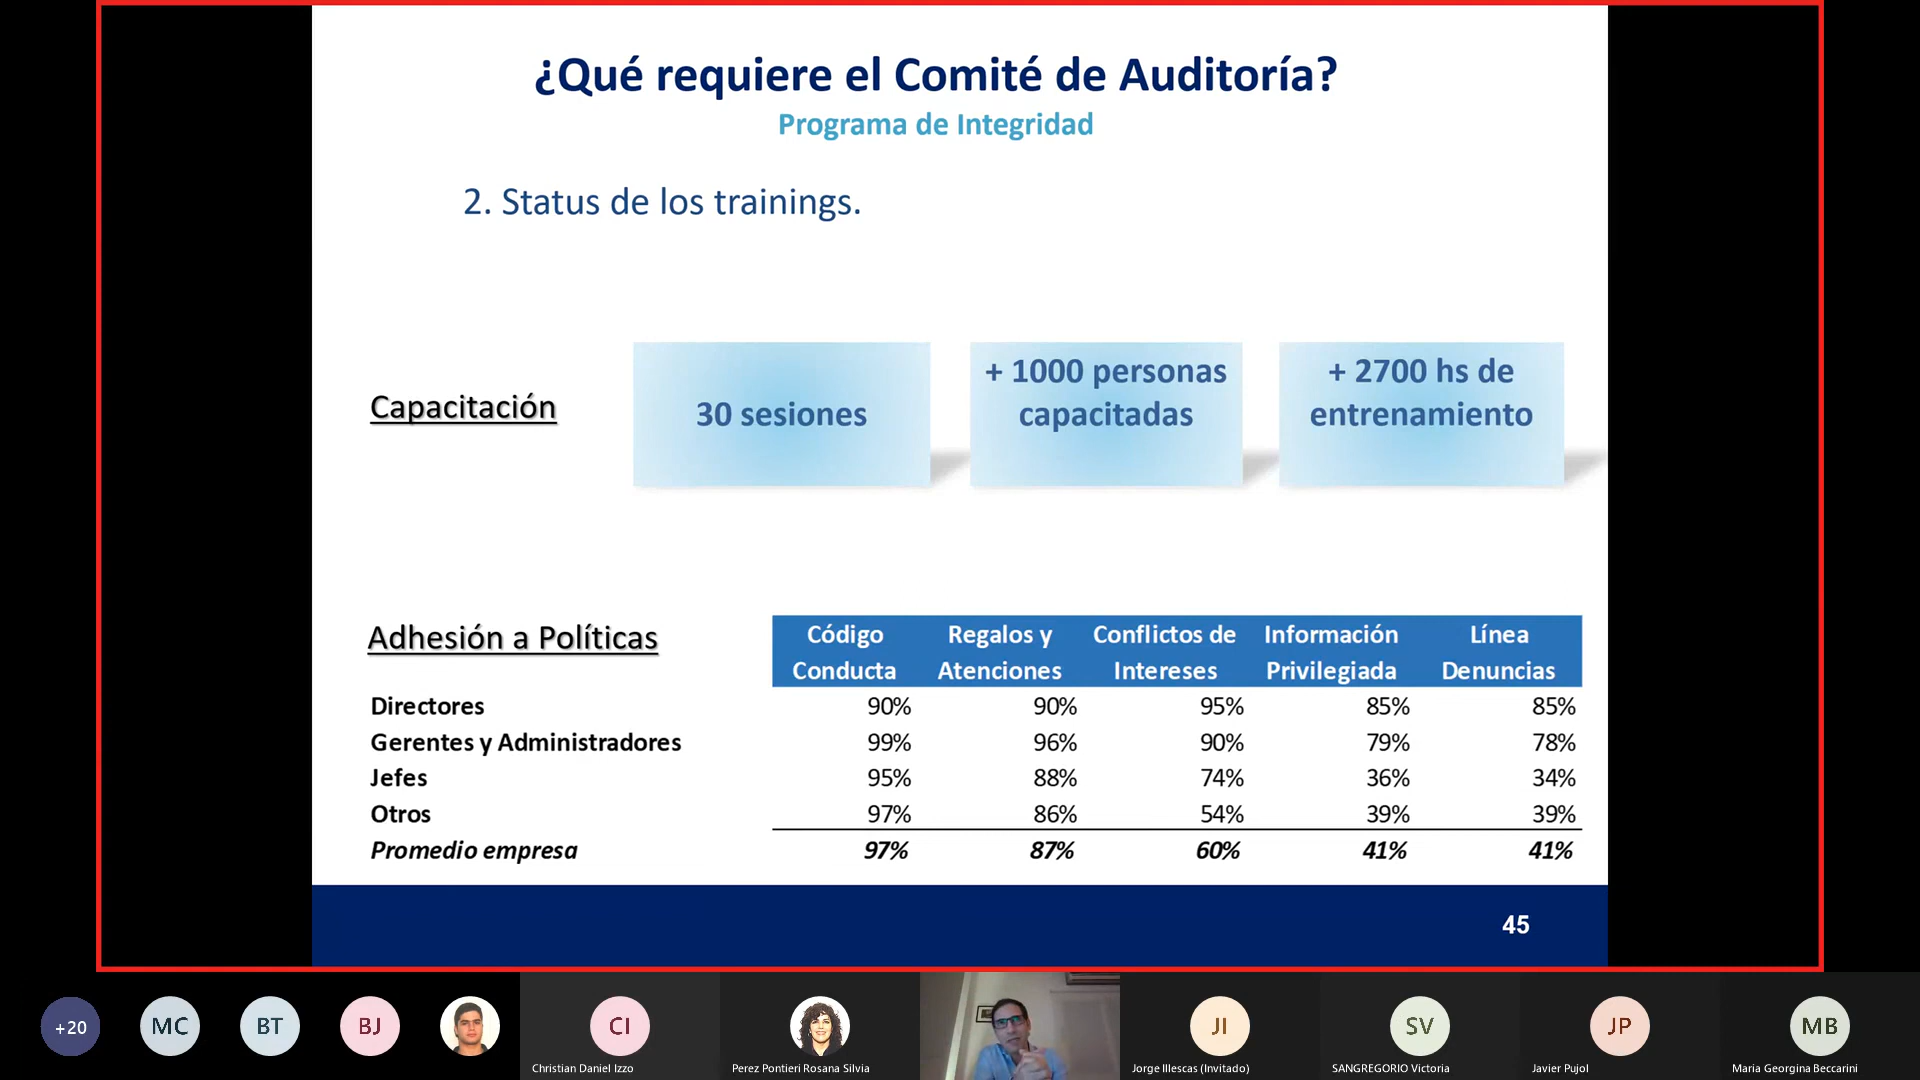 ¿Qué requiere el Comité de Auditoría?
Programa de Integridad
2. Status de los trainings.
Capacitación
30 sesiones
+ 1000 personas
capacitadas
+ 2700 hs de
entrenamiento
Adhesión a Políticas
Código Conducta Regalos y Atenciones Conflictos de Intereses Información Privilegiada Línea Denuncias
Directores 90% 90% 95% 85% 85%
Gerentes y Administradores 99% 96% 90% 79% 78%
Jefes 95% 88% 74% 36% 34%
Otros 97% 86% 54% 39% 39%
Promedio empresa 97% 87% 60% 41% 41%
45
+20 MC BT BJ CI JI SV JP MB
Christian Daniel Izzo
Perez Pontieri Rosana Silvia
Jorge Illescas (Invitado)
SANGREGORIO Victoria
Javier Pujol
Maria Georgina Beccarini